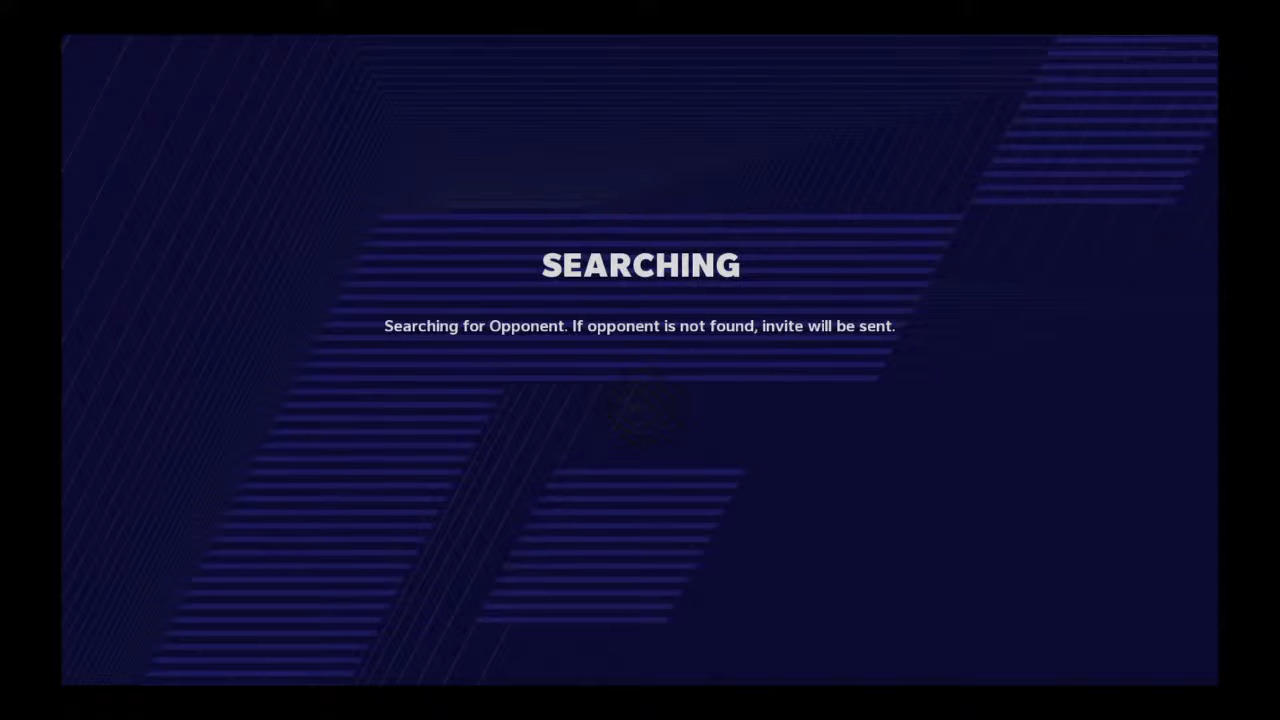 SEARCHING
Searching for Opponent. If opponent is not found, invite will be sent.